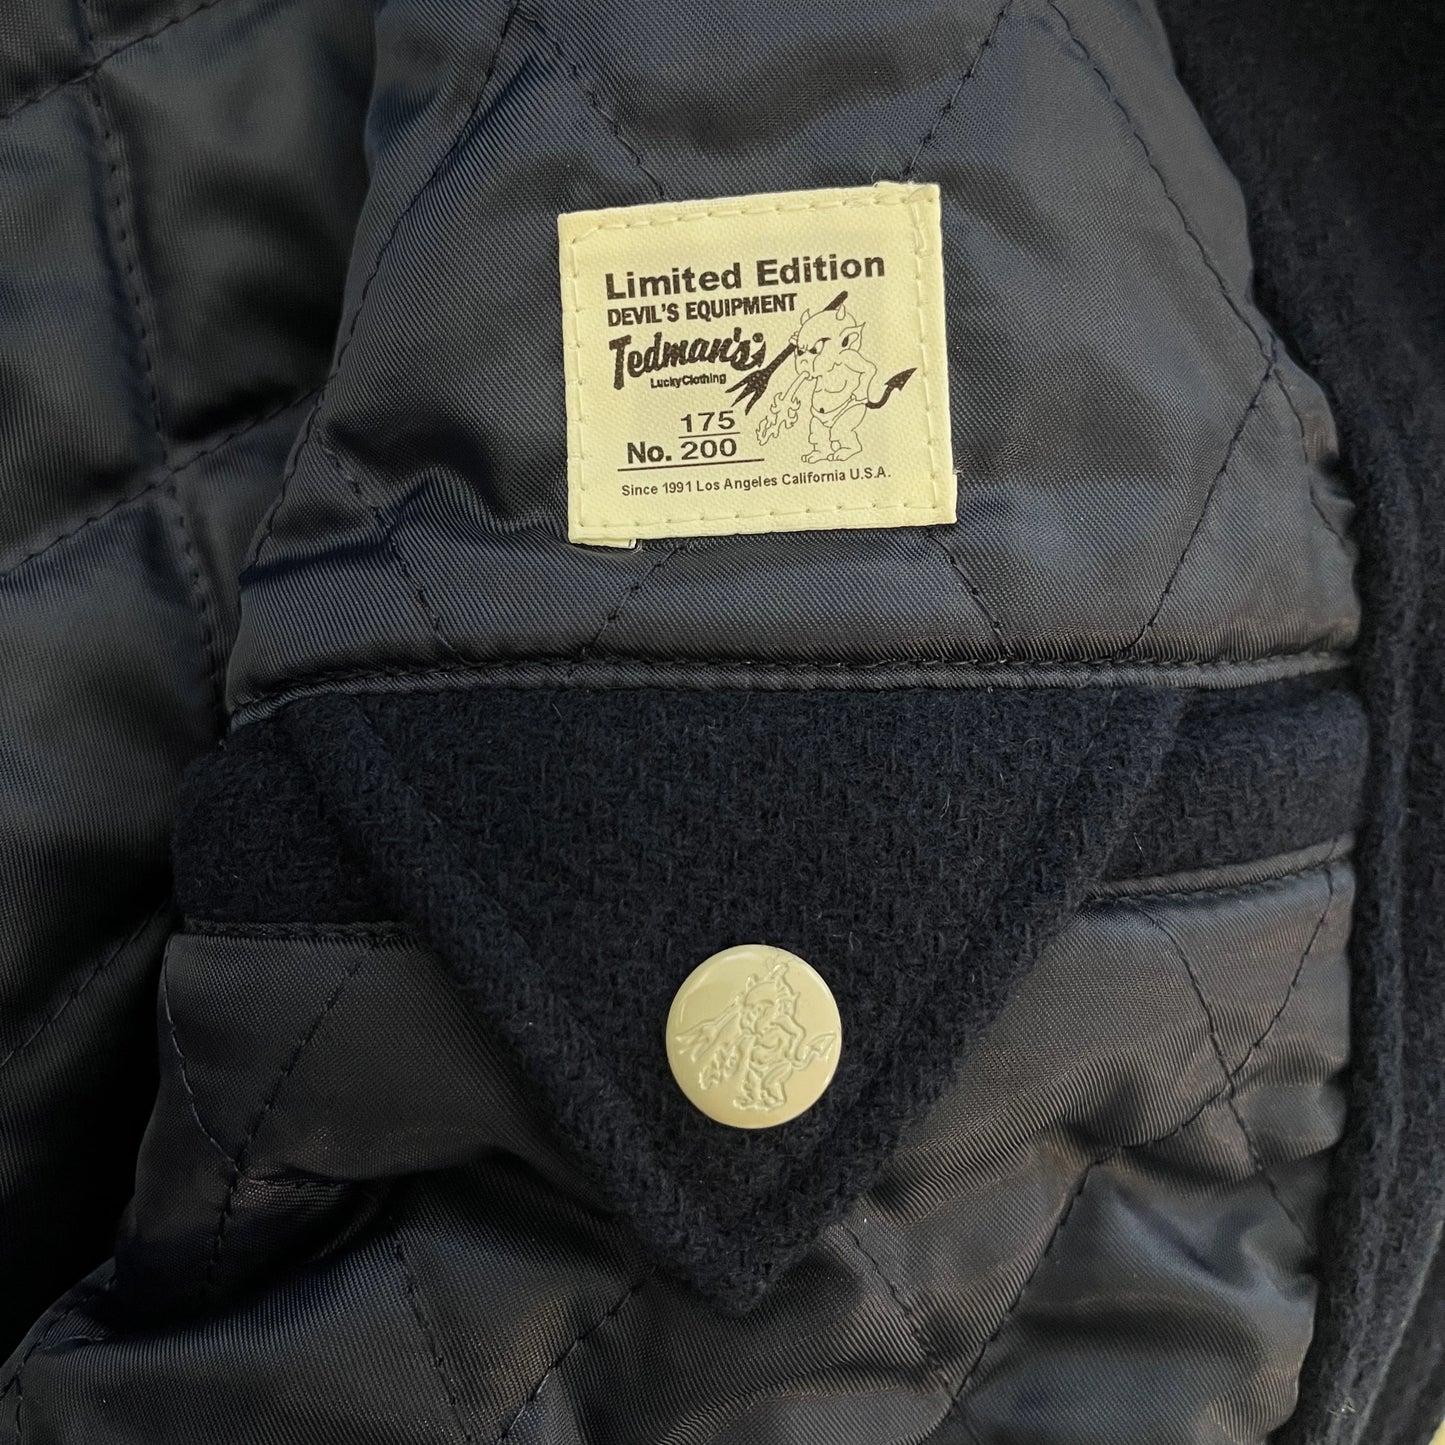 Limited Edition
DEVIL'S EQUIPMENT
Tedman's
LuckyClothing
175
No. 200
Since 1991 Los Angeles California U.S.A.